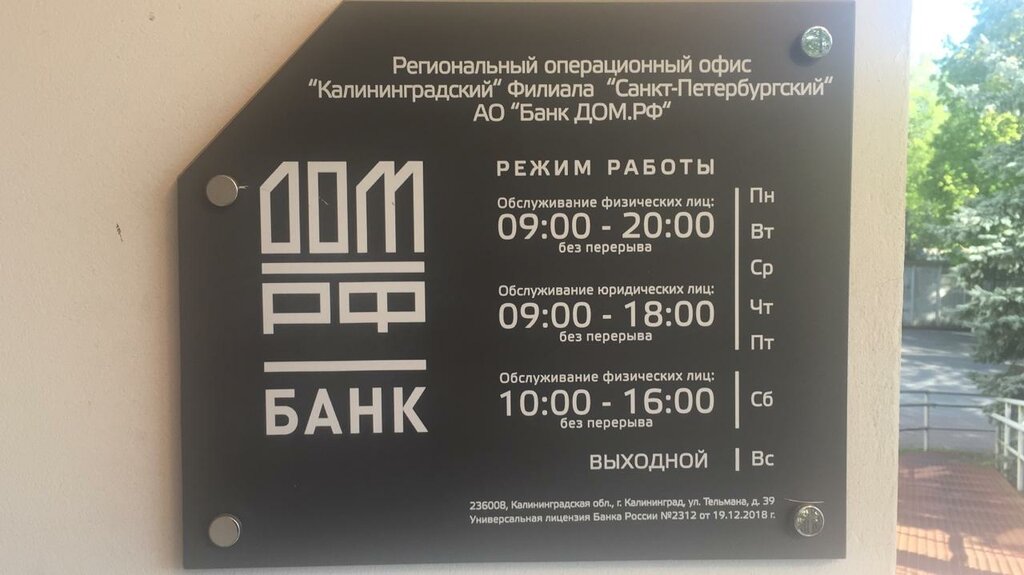 Региональный операционный офис
"Калининградский" Филиала "Санкт-Петербургский"
АО "Банк ДОМ.РФ"
ДОМ
РФ
БАНК
РЕЖИМ РАБОТЫ
Обслуживание физических лиц:
09:00 - 20:00
без перерыва
Обслуживание юридических лиц:
09:00 - 18:00
без перерыва
Пн
Вт
Ср
Чт
Пт
Обслуживание физических лиц:
10:00 - 16:00
без перерыва
Сб
ВЫХОДНОЙ | Вс
236008, Калининградская обл., г. Калининград, ул. Тельмана, д. 39
Универсальная лицензия Банка России №2312 от 19.12.2018 г.